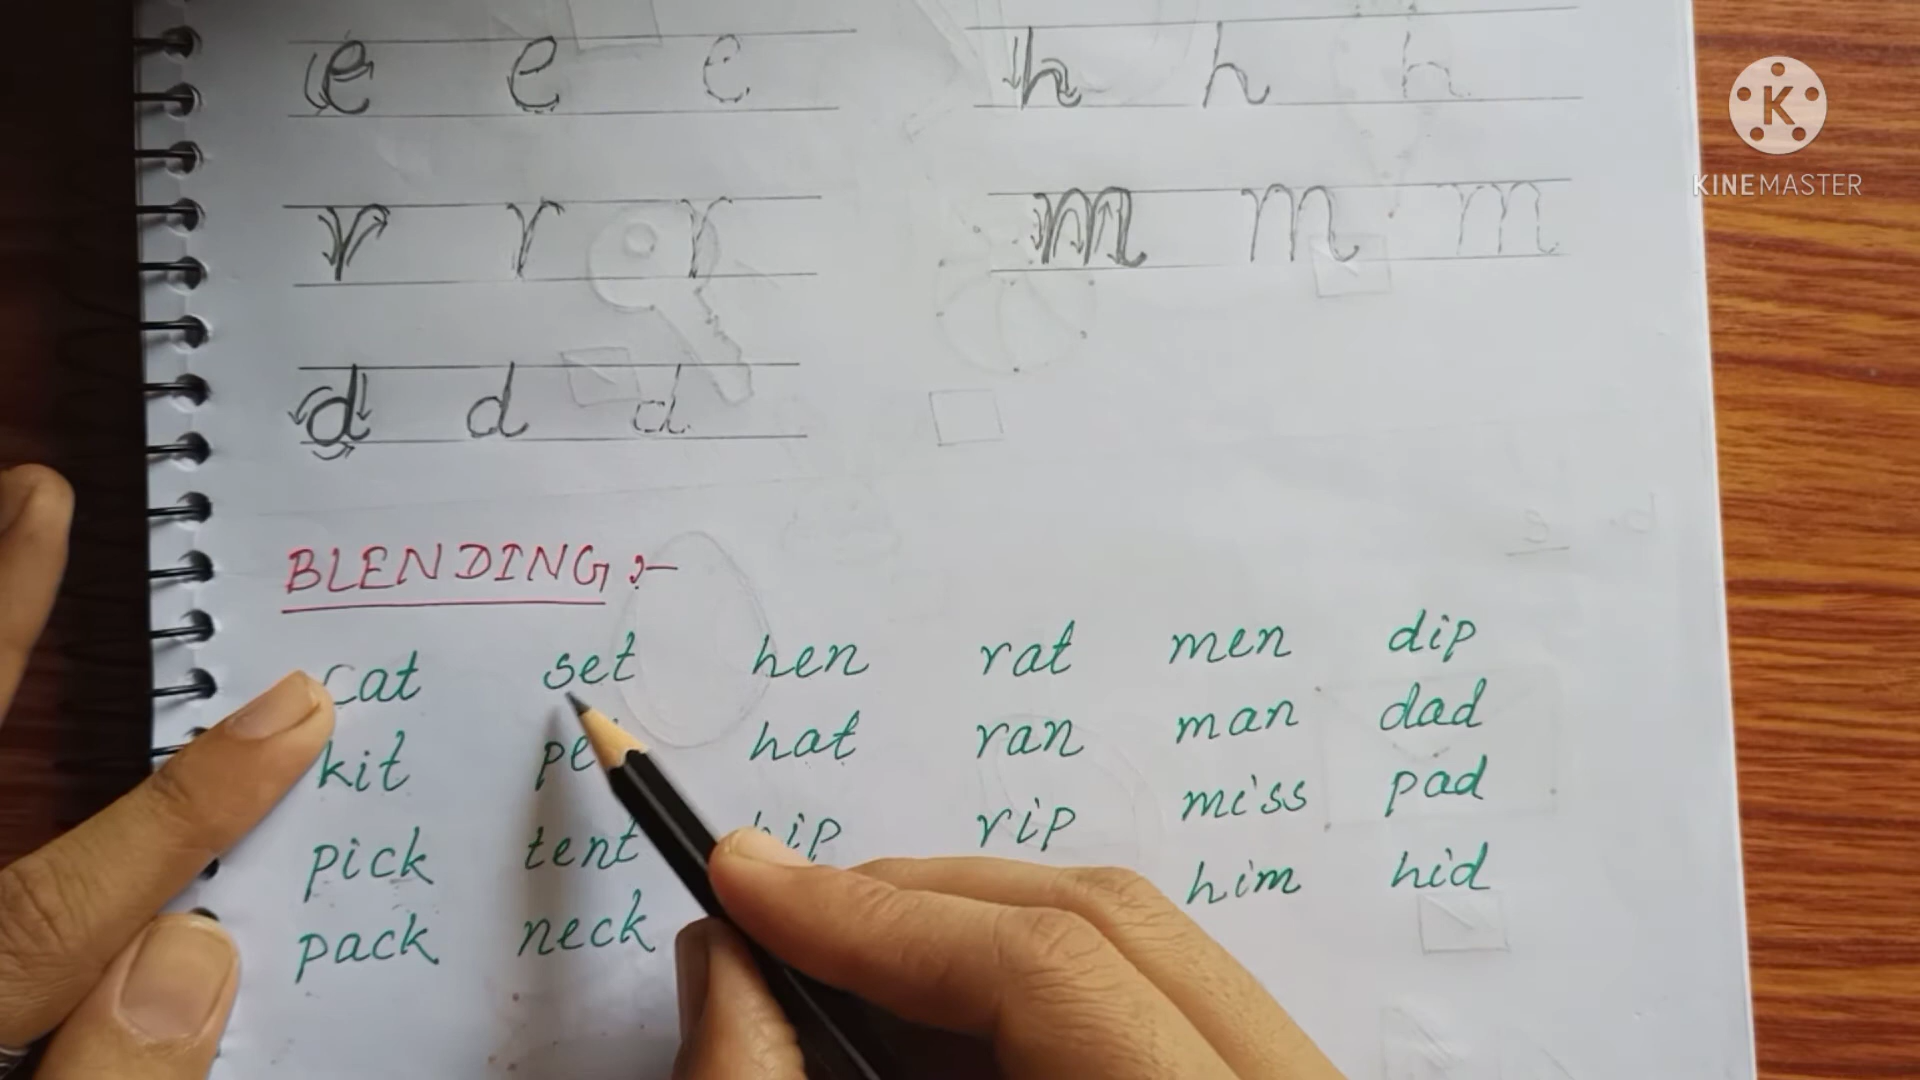 e e e h h h
r r r m m m
d d d
s d
BLENDING :-
cat set hen rat men dip
kit hat ran man dad
pick tent rip miss pad
pack neck him hid
KINEMASTER